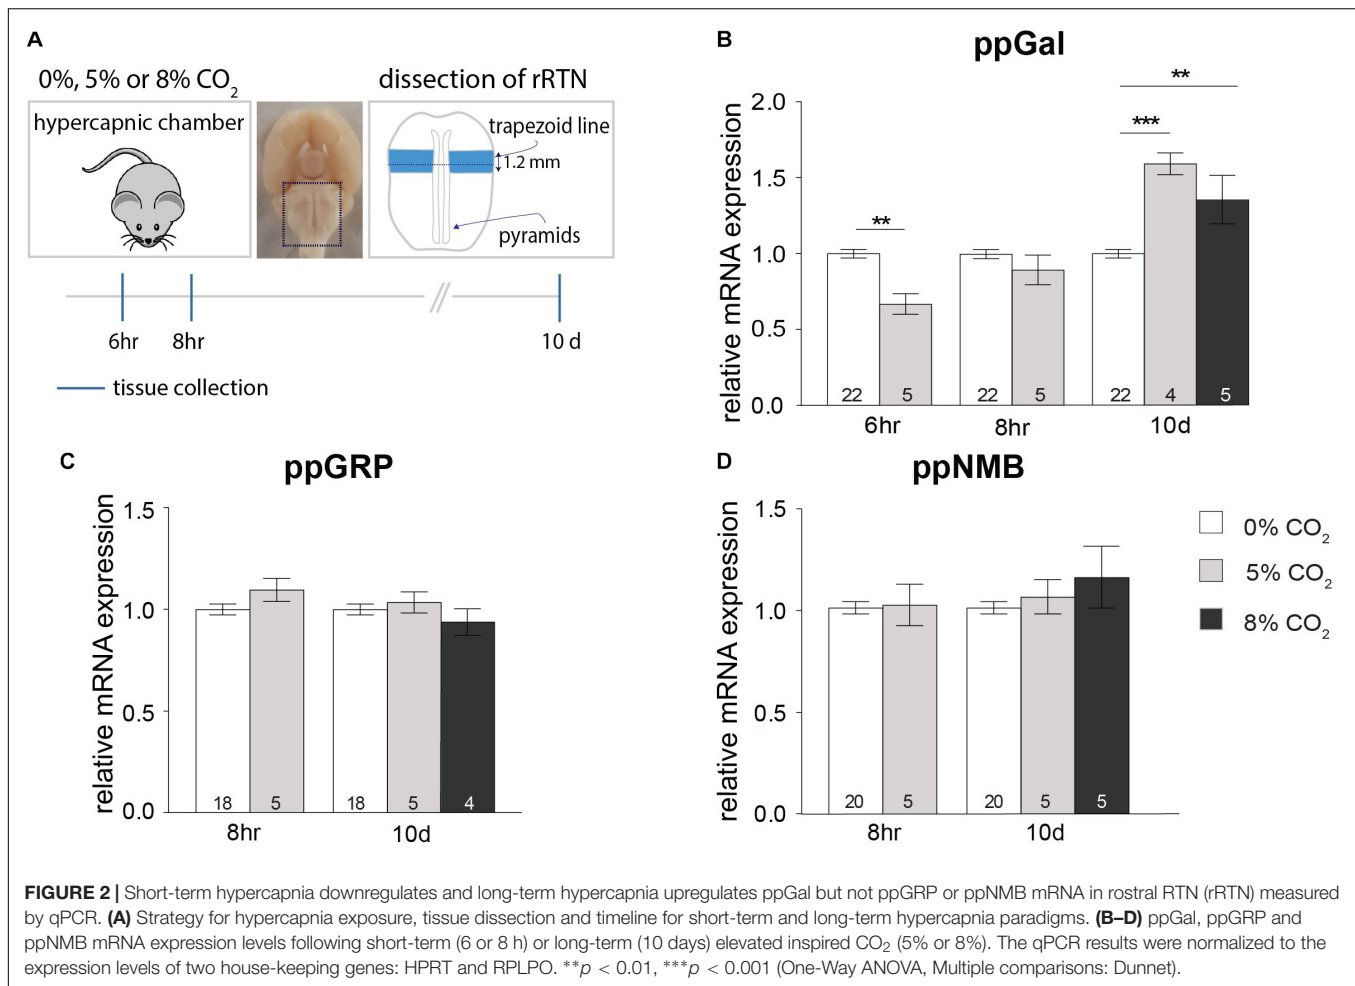 A
0%, 5% or 8% CO2
dissection of rRTN
hypercapnic chamber
trapezoid line
1.2 mm
pyramids
6hr 8hr 10 d
tissue collection
B
ppGal
** 
***
**
relative mRNA expression
2.0
1.5
1.0
0.5
0.0
22 5 22 5 22 4 5
6hr 8hr 10d
C
ppGRP
relative mRNA expression
1.5
1.0
0.5
0.0
18 5 18 5 4
8hr 10d
D
ppNMB
relative mRNA expression
1.5
1.0
0.5
0.0
20 5 20 5 5
8hr 10d
0% CO2
5% CO2
8% CO2
FIGURE 2 | Short-term hypercapnia downregulates and long-term hypercapnia upregulates ppGal but not ppGRP or ppNMB mRNA in rostral RTN (rRTN) measured
by qPCR. (A) Strategy for hypercapnia exposure, tissue dissection and timeline for short-term and long-term hypercapnia paradigms. (B–D) ppGal, ppGRP and
ppNMB mRNA expression levels following short-term (6 or 8 h) or long-term (10 days) elevated inspired CO2 (5% or 8%). The qPCR results were normalized to the
expression levels of two house-keeping genes: HPRT and RPLPO. **p < 0.01, ***p < 0.001 (One-Way ANOVA, Multiple comparisons: Dunnet).